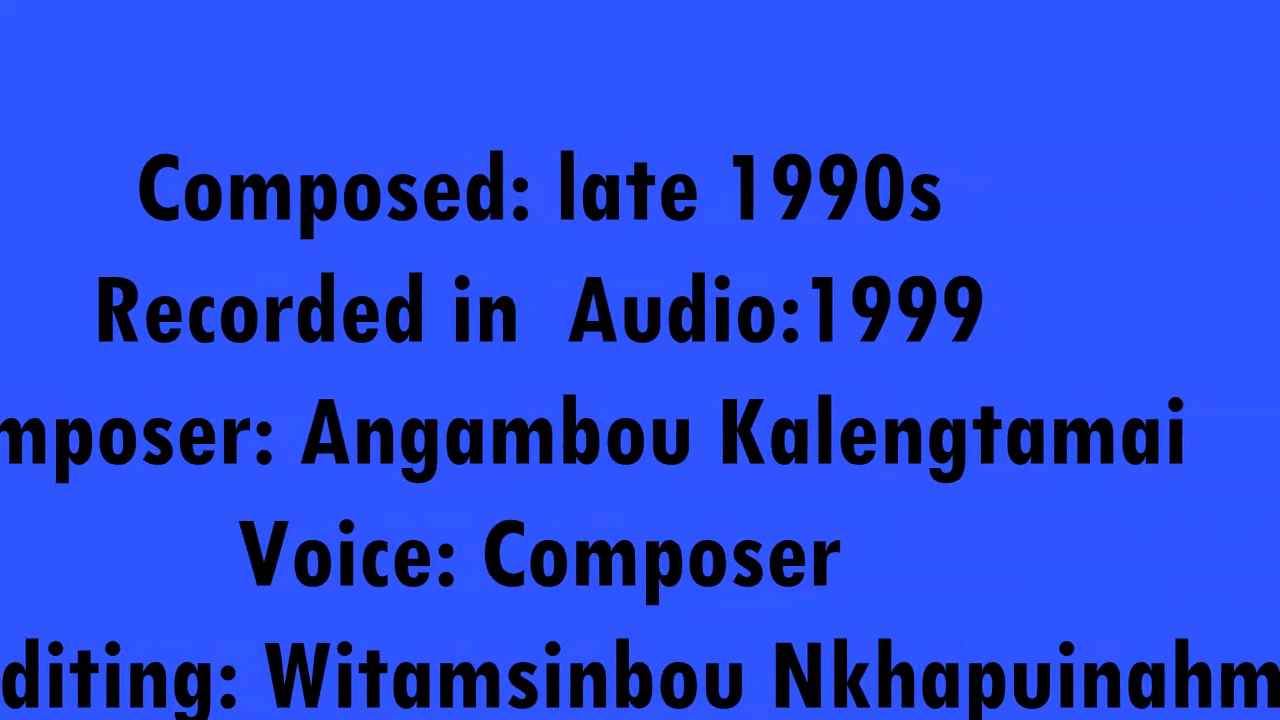 Composed: late 1990s
Recorded in  Audio:1999
mposer: Angambou Kalengtamai
Voice: Composer
diting: Witamsinbou Nkhapuinahm